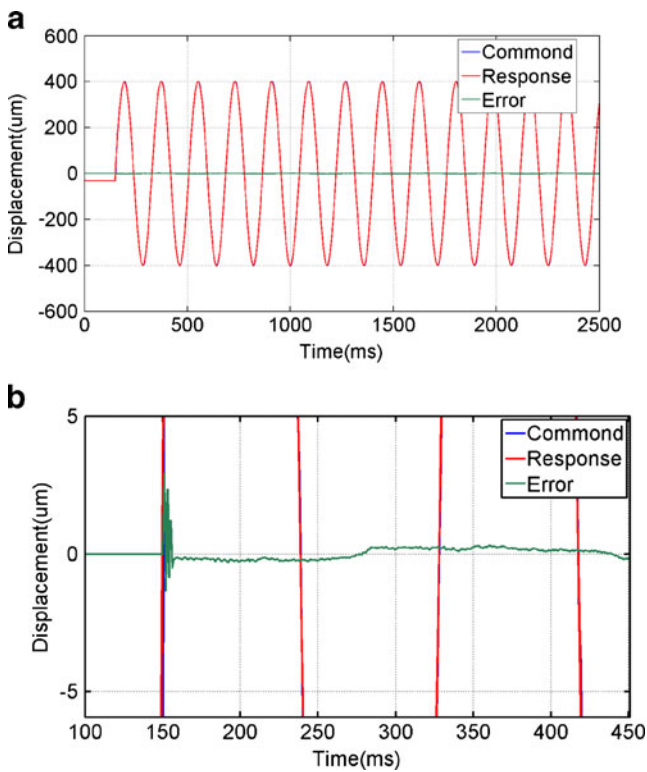 a
600
400
200
0
-200
-400
-600
Displacement(um)
Commond
Response
Error
0 500 1000 1500 2000 2500
Time(ms)
b
5
0
-5
Displacement(um)
Commond
Response
Error
100 150 200 250 300 350 400 450
Time(ms)